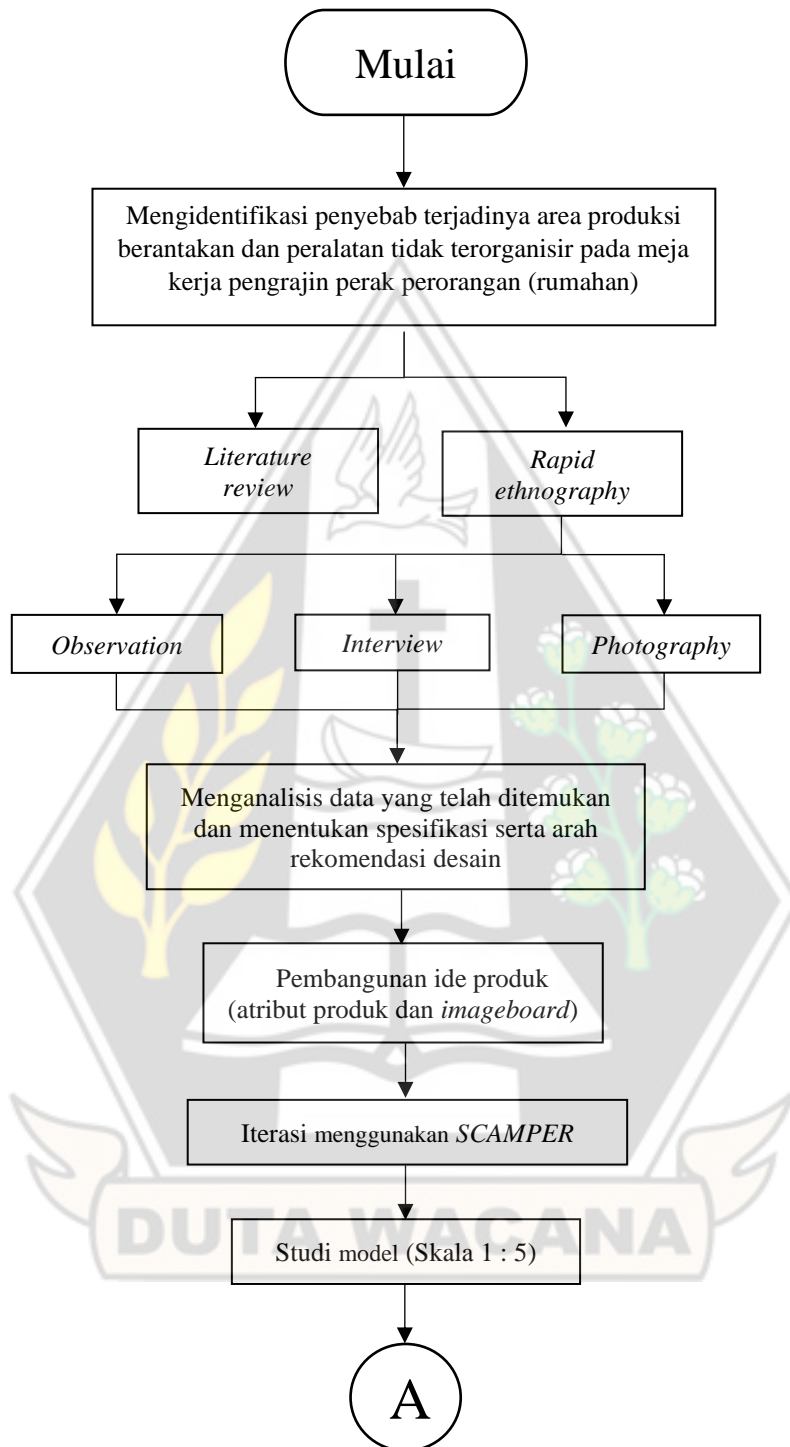 Mulai
Mengidentifikasi penyebab terjadinya area produksi
berantakan dan peralatan tidak terorganisir pada meja
kerja pengrajin perak perorangan (rumahan)
Literature
review
Rapid
ethnography
Observation
Interview
Photography
Menganalisis data yang telah ditemukan
dan menentukan spesifikasi serta arah
rekomendasi desain
Pembangunan ide produk
(atribut produk dan imageboard)
Iterasi menggunakan SCAMPER
DUTA WACANA
Studi model (Skala 1 : 5)
A